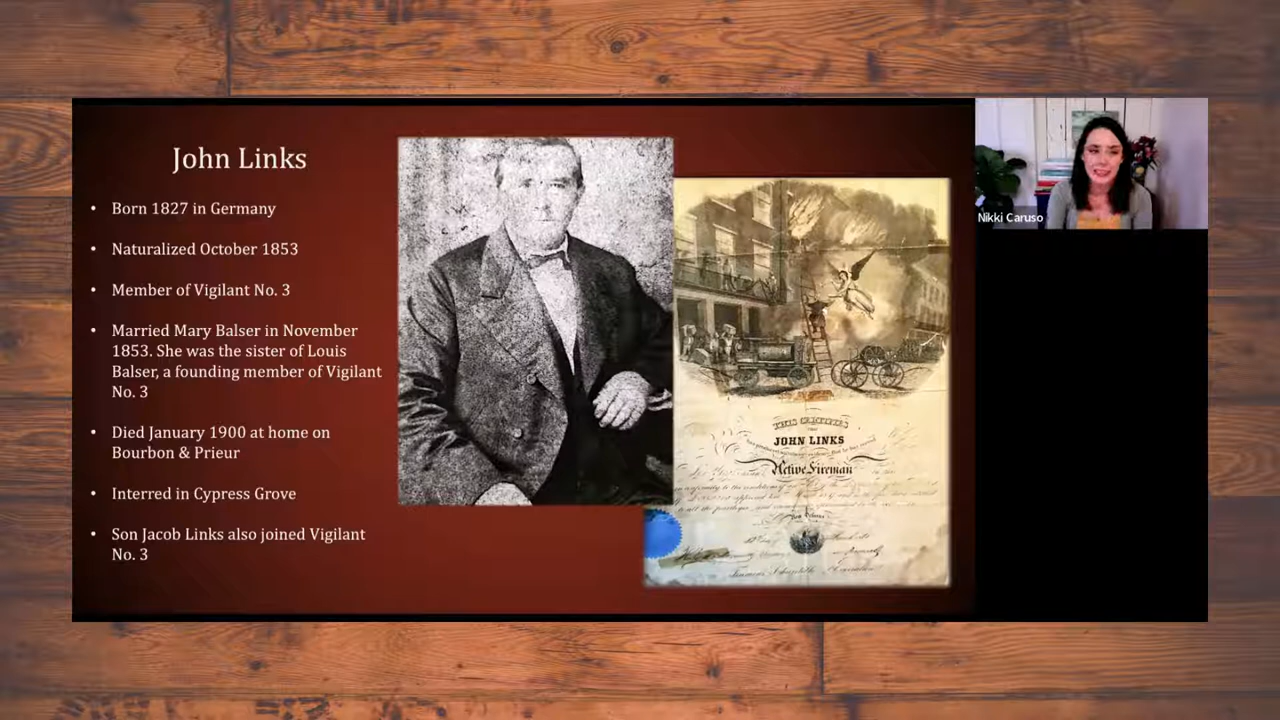 John Links
• Born 1827 in Germany
• Naturalized October 1853
• Member of Vigilant No. 3
• Married Mary Balser in November
1853. She was the sister of Louis
Balser, a founding member of Vigilant
No. 3
• Died January 1900 at home on
Bourbon & Prieur
• Interred in Cypress Grove
• Son Jacob Links also joined Vigilant
No. 3
THIS CERTIFIES
JOHN LINKS
Active Fireman
Nikki Caruso